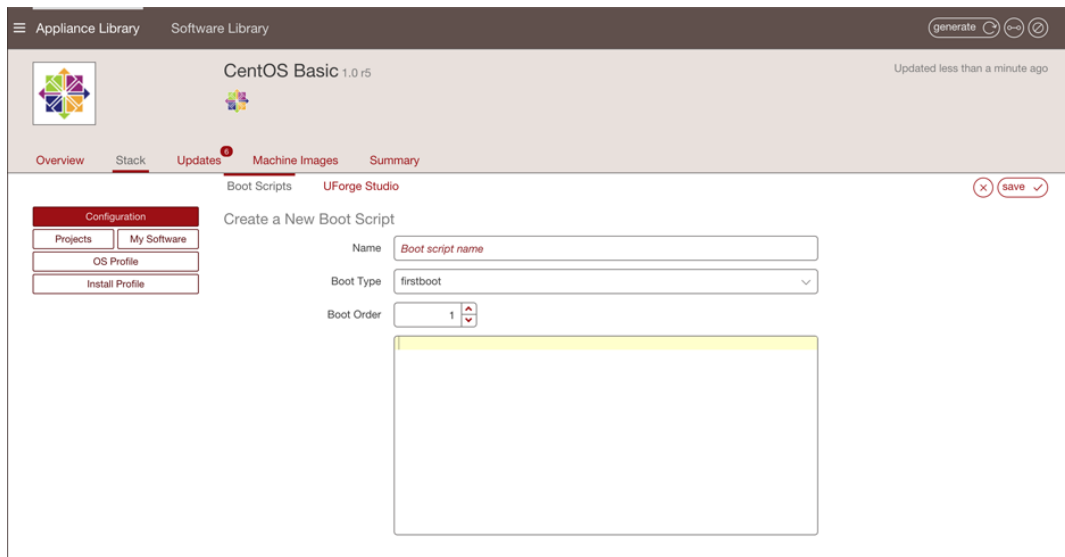 Appliance Library Software Library generate
CentOS Basic 1.0 r5 Updated less than a minute ago
Overview Stack Updates 6 Machine Images Summary
Boot Scripts UForge Studio save
Configuration
Create a New Boot Script
Projects My Software
Name Boot script name
OS Profile
Boot Type firstboot
Install Profile
Boot Order 1